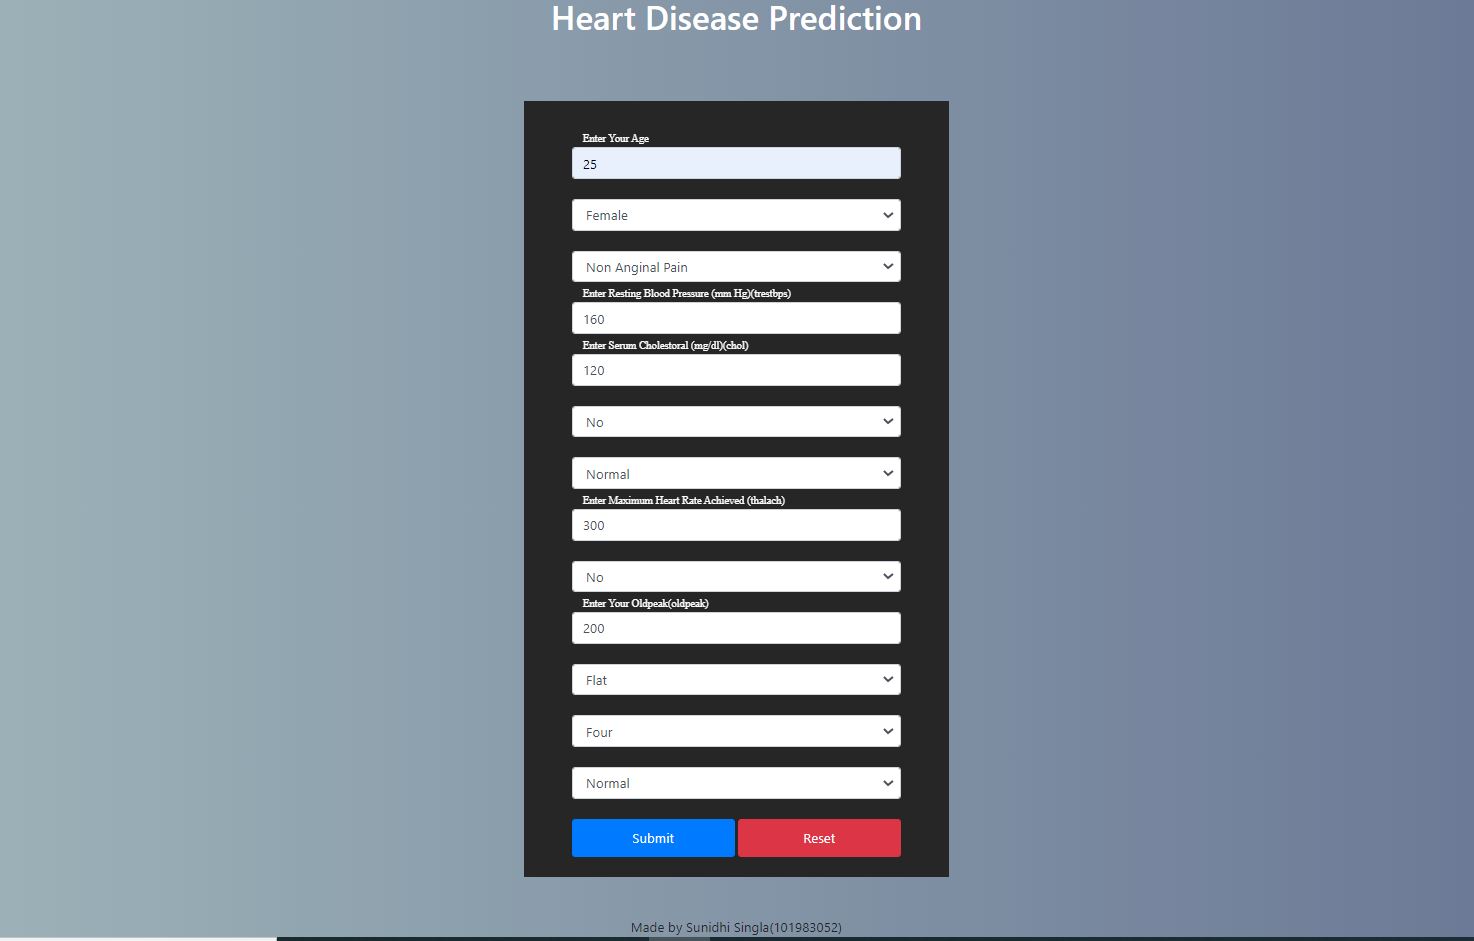 Heart Disease Prediction
Enter Your Age
25
Female
Non Anginal Pain
Enter Resting Blood Pressure (mm Hg)(trestbps)
160
Enter Serum Cholestoral (mg/dl)(chol)
120
No
Normal
Enter Maximum Heart Rate Achieved (thalach)
300
No
Enter Your Oldpeak(oldpeak)
200
Flat
Four
Normal
Submit Reset
Made by Sunidhi Singla(101983052)